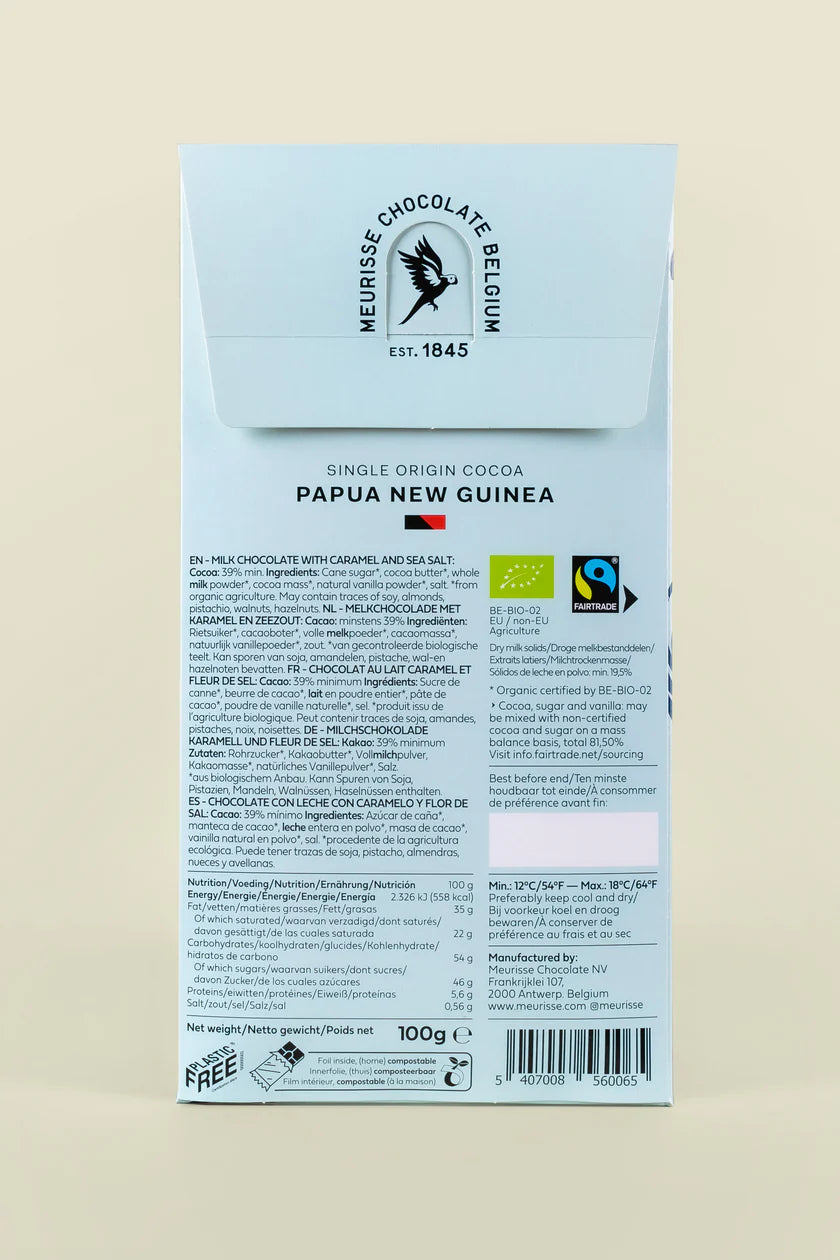 MEURISSE CHOCOLATE BELGIUM
EST. 1845
SINGLE ORIGIN COCOA
PAPUA NEW GUINEA
EN - MILK CHOCOLATE WITH CARAMEL AND SEA SALT:
Cocoa: 39% min. Ingredients: Cane sugar*, cocoa butter*, whole
milk powder*, cocoa mass*, natural vanilla powder*, salt. *from
organic agriculture. May contain traces of soy, almonds,
pistachio, walnuts, hazelnuts. NL - MELKCHOCOLADE MET
KARAMEL EN ZEEZOUT: Cacao: minstens 39% Ingrediënten:
Rietsuiker*, cacaoboter*, volle melkpoeder*, cacaomassa*,
natuurlijk vanillepoeder*, zout. *van gecontroleerde biologische
teelt. Kan sporen van soja, amandelen, pistache, wal-en
hazelnoten bevatten. FR - CHOCOLAT AU LAIT CARAMEL ET
FLEUR DE SEL: Cacao: 39% minimum Ingrédients: Sucre de
canne*, beurre de cacao*, lait en poudre entier*, pâte de
cacao*, poudre de vanille naturelle*, sel. *produit issu de
l'agriculture biologique. Peut contenir traces de soja, amandes,
pistaches, noix, noisettes. DE - MILCHSCHOKOLADE
KARAMELL UND FLEUR DE SEL: Kakao: 39% minimum
Zutaten: Rohrzucker*, Kakaobutter*, Vollmilchpulver,
Kakaomasse*, natürliches Vanillepulver*, Salz.
*aus biologischem Anbau. Kann Spuren von Soja,
Pistazien, Mandeln, Walnüssen, Haselnüssen enthalten.
ES - CHOCOLATE CON LECHE CON CARAMELO Y FLOR DE
SAL: Cacao: 39% mínimo Ingredientes: Azúcar de caña*,
manteca de cacao*, leche entera en polvo*, masa de cacao*,
vainilla natural en polvo*, sal. *procedente de la agricultura
ecológica. Puede tener trazas de soja, pistacho, almendras,
nueces y avellanas.
Nutrition/Voeding/Nutrition/Ernährung/Nutrición 100 g
Energy/Energie/Énergie/Energie/Energía 2.326 kJ (558 kcal)
Fat/vetten/matières grasses/Fett/grasas 35 g
Of which saturated/waarvan verzadigd/dont saturés/
davon gesättigt/de las cuales saturada 22 g
Carbohydrates/koolhydraten/glucides/Kohlenhydrate/
hidratos de carbono 54 g
Of which sugars/waarvan suikers/dont sucres/
davon Zucker/de los cuales azúcares 46 g
Proteins/eiwitten/protéines/Eiweiß/proteínas 5,6 g
Salt/zout/sel/Salz/sal 0,56 g
Net weight/Netto gewicht/Poids net 100g ℮
PLASTIC
FREE
Foil inside, (home) compostable
Innerfolie, (thuis) composteerbaar
Film intérieur, compostable (à la maison)
FAIRTRADE
®
BE-BIO-02
EU / non-EU
Agriculture
Dry milk solids/Droge melkbestanddelen/
Extraits latiers/Milchtrockenmasse/
Sólidos de leche en polvo: min. 19,5%
* Organic certified by BE-BIO-02
› Cocoa, sugar and vanilla: may
be mixed with non-certified
cocoa and sugar on a mass
balance basis, total 81,50%
Visit info.fairtrade.net/sourcing
Best before end/Ten minste
houdbaar tot einde/À consommer
de préférence avant fin:
Min.: 12°C/54°F — Max.: 18°C/64°F
Preferably keep cool and dry/
Bij voorkeur koel en droog
bewaren/À conserver de
préférence au frais et au sec
Manufactured by:
Meurisse Chocolate NV
Frankrijklei 107,
2000 Antwerp. Belgium
www.meurisse.com @meurisse
5 407008 560065